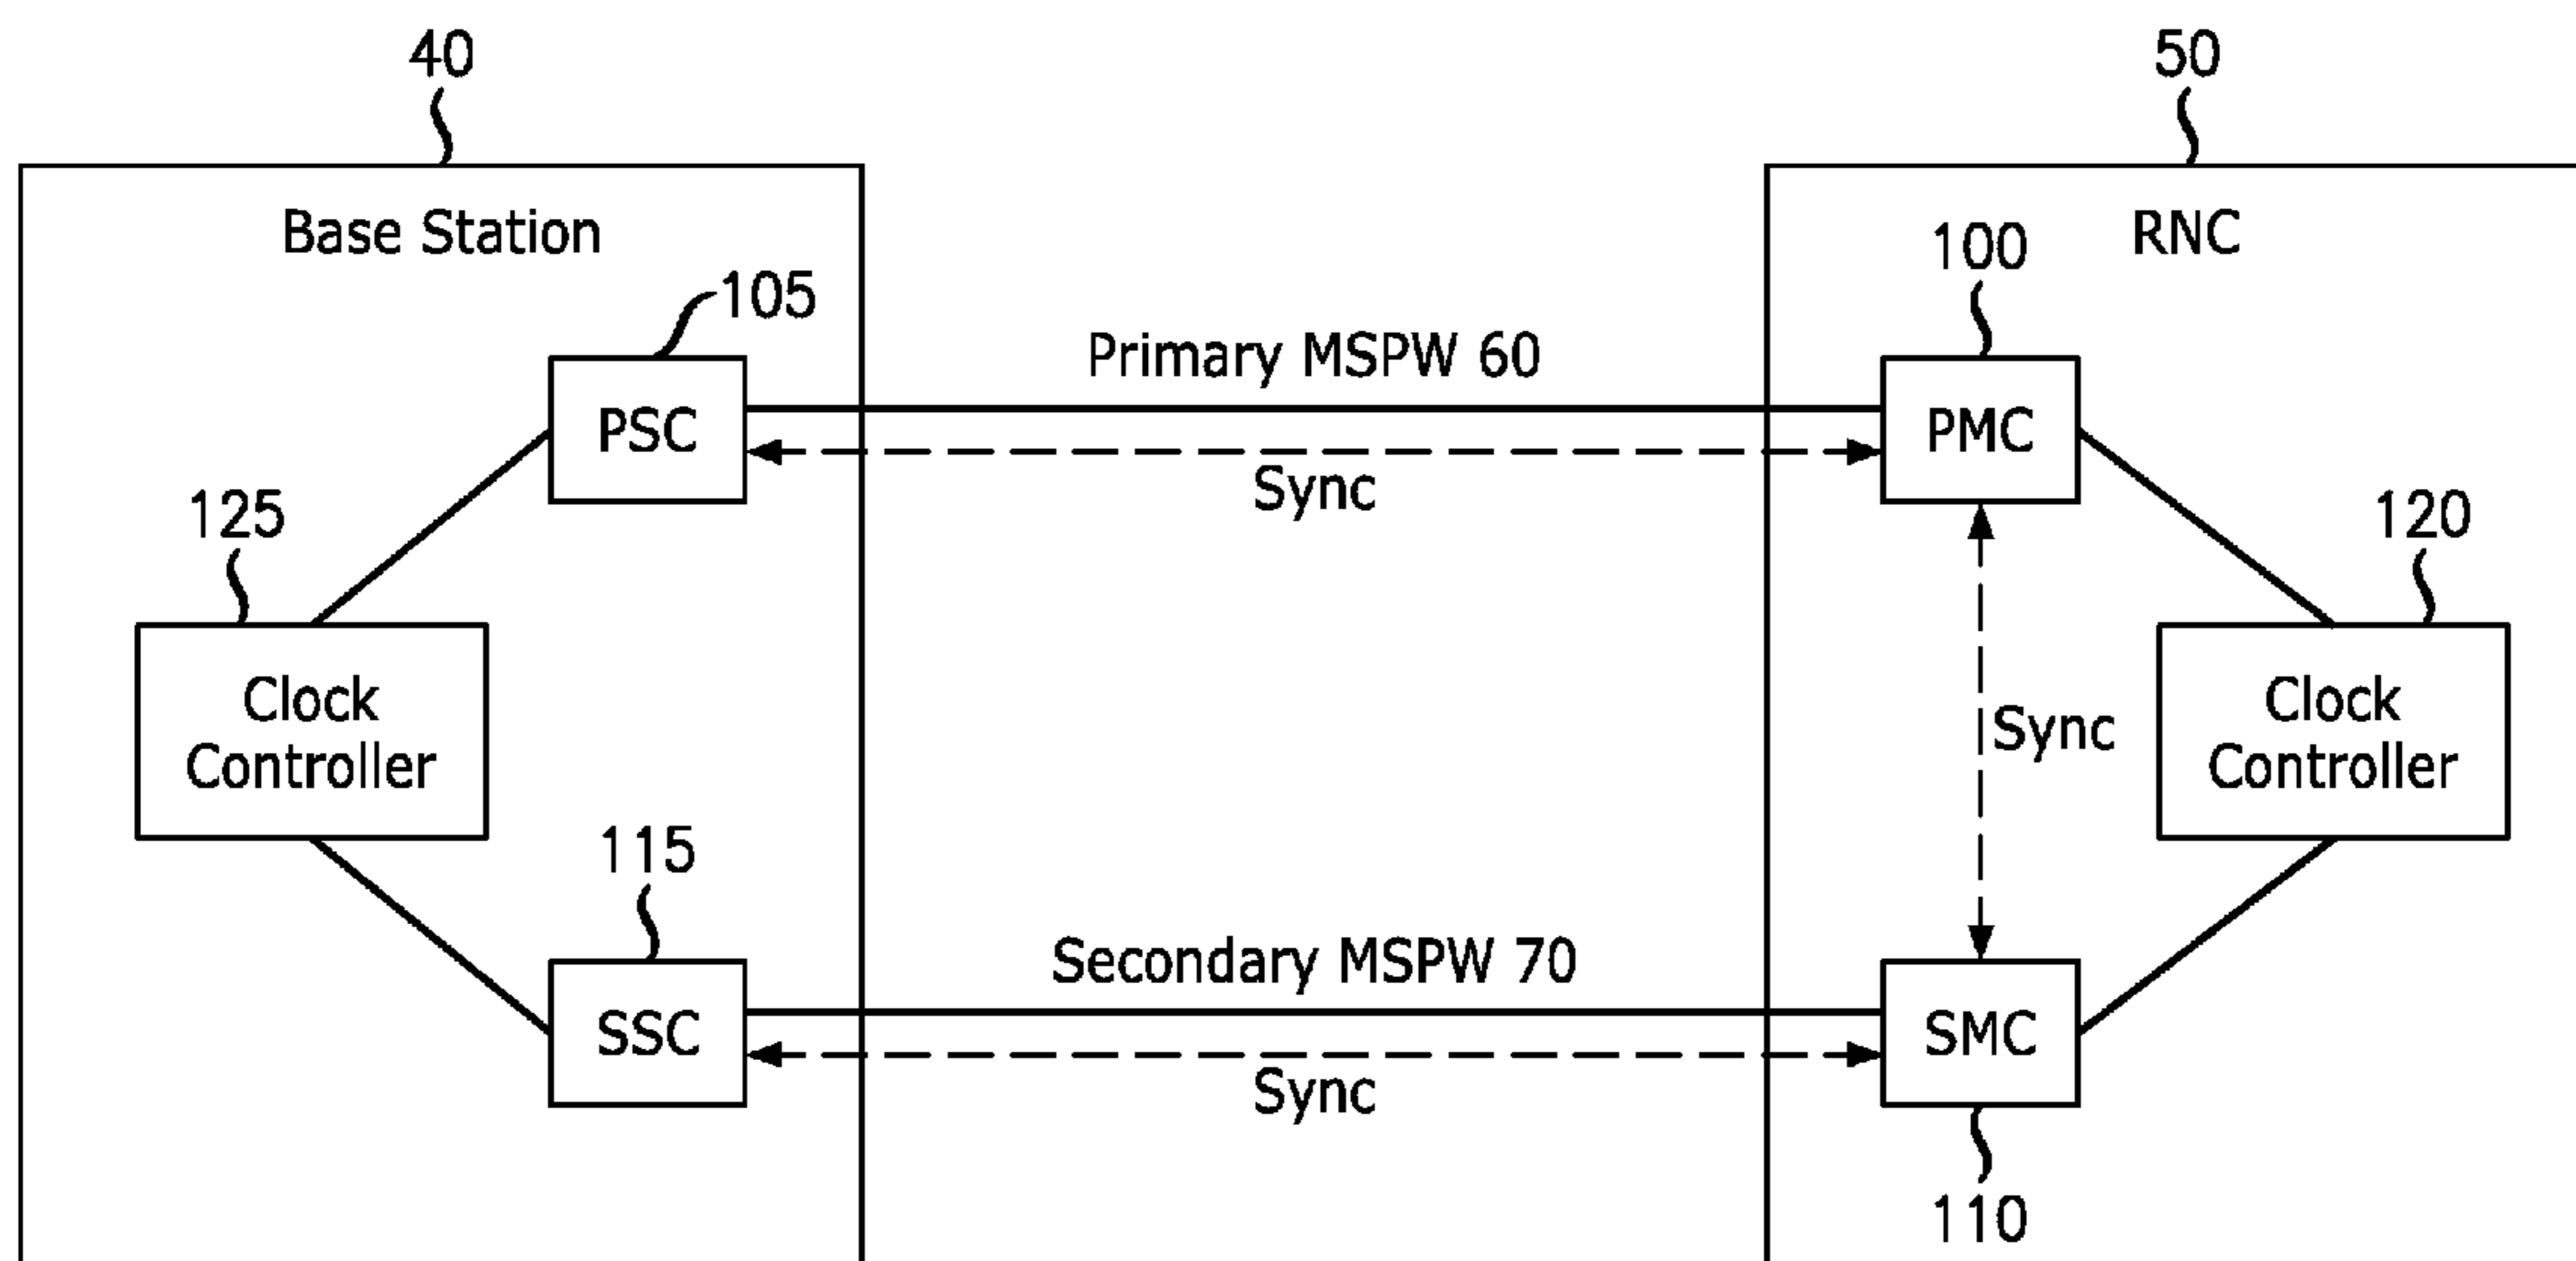 40
50
Base Station
RNC
100
105
Primary MSPW 60
PSC
PMC
Sync
125
120
Clock
Controller
Sync
Clock
Controller
115
Secondary MSPW 70
SSC
SMC
Sync
110